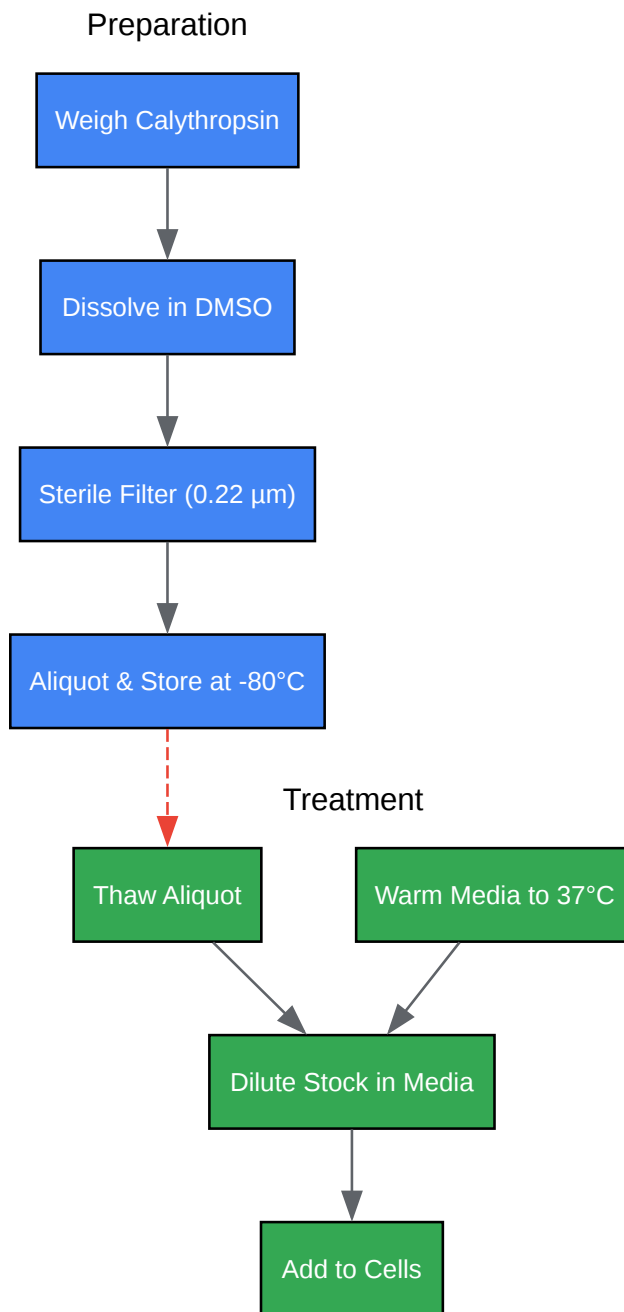 Preparation
Weigh Calythropsin
Dissolve in DMSO
Sterile Filter (0.22 µm)
Aliquot & Store at -80°C
Treatment
Thaw Aliquot
Warm Media to 37°C
Dilute Stock in Media
Add to Cells